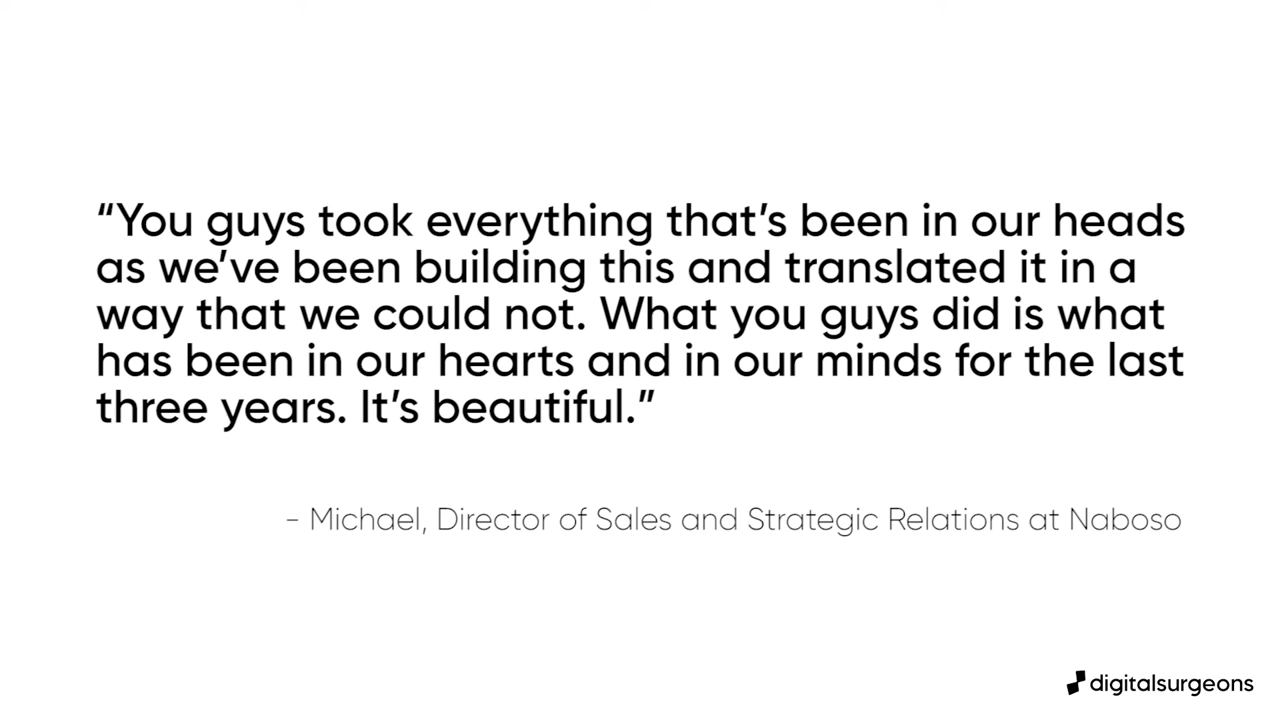 “You guys took everything that’s been in our heads
as we’ve been building this and translated it in a
way that we could not. What you guys did is what
has been in our hearts and in our minds for the last
three years. It’s beautiful.”
– Michael, Director of Sales and Strategic Relations at Naboso
digitalsurgeons